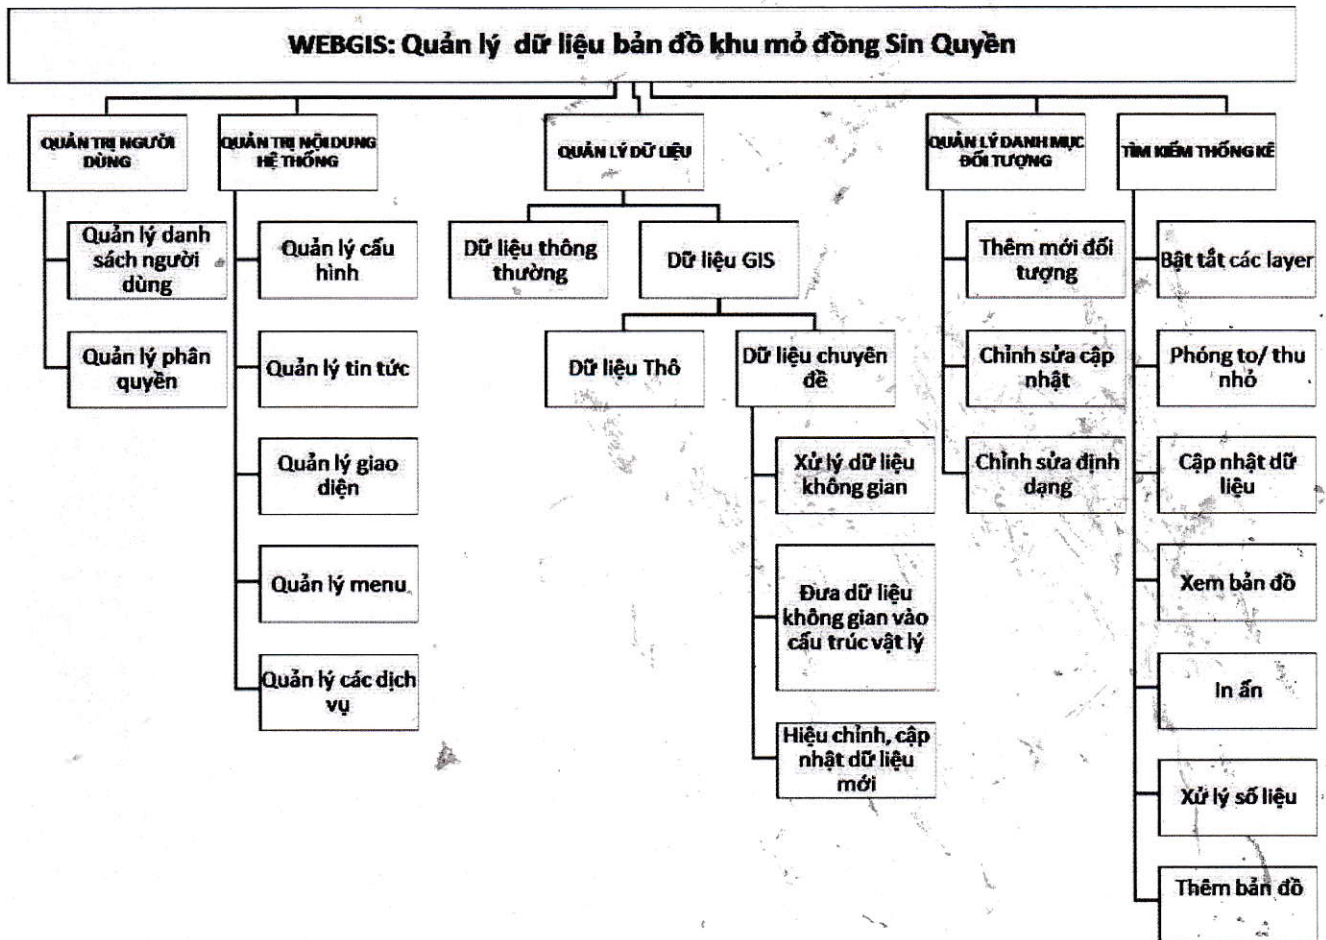 WEBGIS: Quản lý dữ liệu bản đồ khu mỏ đồng Sin Quyền
QUẢN TRỊ NGƯỜI
DÙNG
Quản lý danh
sách người
dùng
Quản lý phân
quyền
QUẢN TRỊ NỘI DUNG
HỆ THỐNG
Quản lý cấu
hình
Quản lý tin tức
Quản lý giao
diện
Quản lý menu
Quản lý các dịch
vụ
QUẢN LÝ DỮ LIỆU
Dữ liệu thông
thường
Dữ liệu GIS
Dữ liệu Thô
Dữ liệu chuyên
đề
Xử lý dữ liệu
không gian
Đưa dữ liệu
không gian vào
cấu trúc vật lý
Hiệu chỉnh, cập
nhật dữ liệu
mới
QUẢN LÝ DANH MỤC
ĐỐI TƯỢNG
Thêm mới đối
tượng
Chỉnh sửa cập
nhật
Chỉnh sửa định
dạng
TÌM KIẾM THỐNG KÊ
Bật tắt các layer
Phóng to/ thu
nhỏ
Cập nhật dữ
liệu
Xem bản đồ
In ấn
Xử lý số liệu
Thêm bản đồ